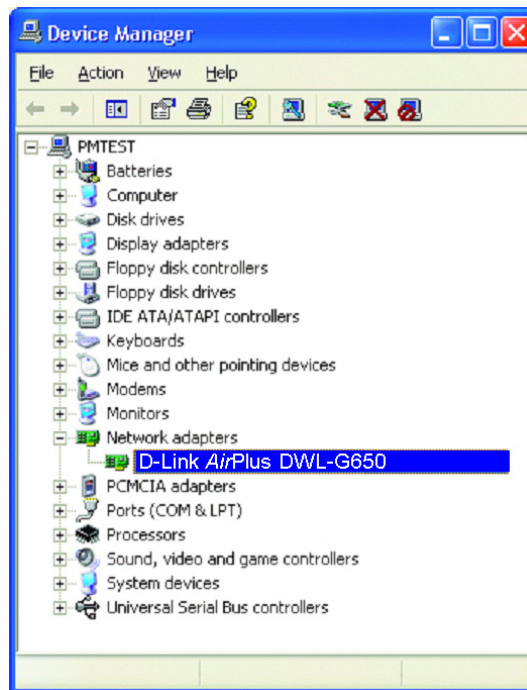 Device Manager
File Action View Help
PMTEST
Batteries
Computer
Disk drives
Display adapters
Floppy disk controllers
Floppy disk drives
IDE ATA/ATAPI controllers
Keyboards
Mice and other pointing devices
Modems
Monitors
Network adapters
D-Link AirPlus DWL-G650
PCMCIA adapters
Ports (COM & LPT)
Processors
Sound, video and game controllers
System devices
Universal Serial Bus controllers